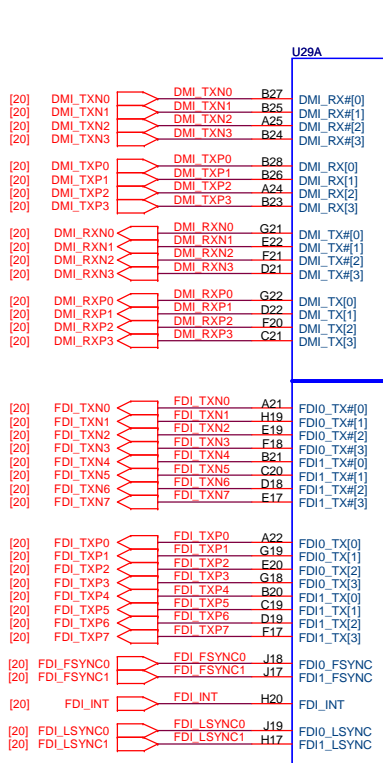 U29A
[20] DMI_TXN0 DMI_TXN0 B27 DMI_RX#[0]
[20] DMI_TXN1 DMI_TXN1 B25 DMI_RX#[1]
[20] DMI_TXN2 DMI_TXN2 A25 DMI_RX#[2]
[20] DMI_TXN3 DMI_TXN3 B24 DMI_RX#[3]
[20] DMI_TXP0 DMI_TXP0 B28 DMI_RX[0]
[20] DMI_TXP1 DMI_TXP1 B26 DMI_RX[1]
[20] DMI_TXP2 DMI_TXP2 A24 DMI_RX[2]
[20] DMI_TXP3 DMI_TXP3 B23 DMI_RX[3]
[20] DMI_RXN0 DMI_RXN0 G21 DMI_TX#[0]
[20] DMI_RXN1 DMI_RXN1 E22 DMI_TX#[1]
[20] DMI_RXN2 DMI_RXN2 F21 DMI_TX#[2]
[20] DMI_RXN3 DMI_RXN3 D21 DMI_TX#[3]
[20] DMI_RXP0 DMI_RXP0 G22 DMI_TX[0]
[20] DMI_RXP1 DMI_RXP1 D22 DMI_TX[1]
[20] DMI_RXP2 DMI_RXP2 F20 DMI_TX[2]
[20] DMI_RXP3 DMI_RXP3 C21 DMI_TX[3]
[20] FDI_TXN0 FDI_TXN0 A21 FDI0_TX#[0]
[20] FDI_TXN1 FDI_TXN1 H19 FDI0_TX#[1]
[20] FDI_TXN2 FDI_TXN2 E19 FDI0_TX#[2]
[20] FDI_TXN3 FDI_TXN3 F18 FDI0_TX#[3]
[20] FDI_TXN4 FDI_TXN4 B21 FDI1_TX#[0]
[20] FDI_TXN5 FDI_TXN5 C20 FDI1_TX#[1]
[20] FDI_TXN6 FDI_TXN6 D18 FDI1_TX#[2]
[20] FDI_TXN7 FDI_TXN7 E17 FDI1_TX#[3]
[20] FDI_TXP0 FDI_TXP0 A22 FDI0_TX[0]
[20] FDI_TXP1 FDI_TXP1 G19 FDI0_TX[1]
[20] FDI_TXP2 FDI_TXP2 E20 FDI0_TX[2]
[20] FDI_TXP3 FDI_TXP3 G18 FDI0_TX[3]
[20] FDI_TXP4 FDI_TXP4 B20 FDI1_TX[0]
[20] FDI_TXP5 FDI_TXP5 C19 FDI1_TX[1]
[20] FDI_TXP6 FDI_TXP6 D19 FDI1_TX[2]
[20] FDI_TXP7 FDI_TXP7 F17 FDI1_TX[3]
[20] FDI_FSYNC0 FDI_FSYNC0 J18 FDI0_FSYNC
[20] FDI_FSYNC1 FDI_FSYNC1 J17 FDI1_FSYNC
[20] FDI_INT FDI_INT H20 FDI_INT
[20] FDI_LSYNC0 FDI_LSYNC0 J19 FDI0_LSYNC
[20] FDI_LSYNC1 FDI_LSYNC1 H17 FDI1_LSYNC